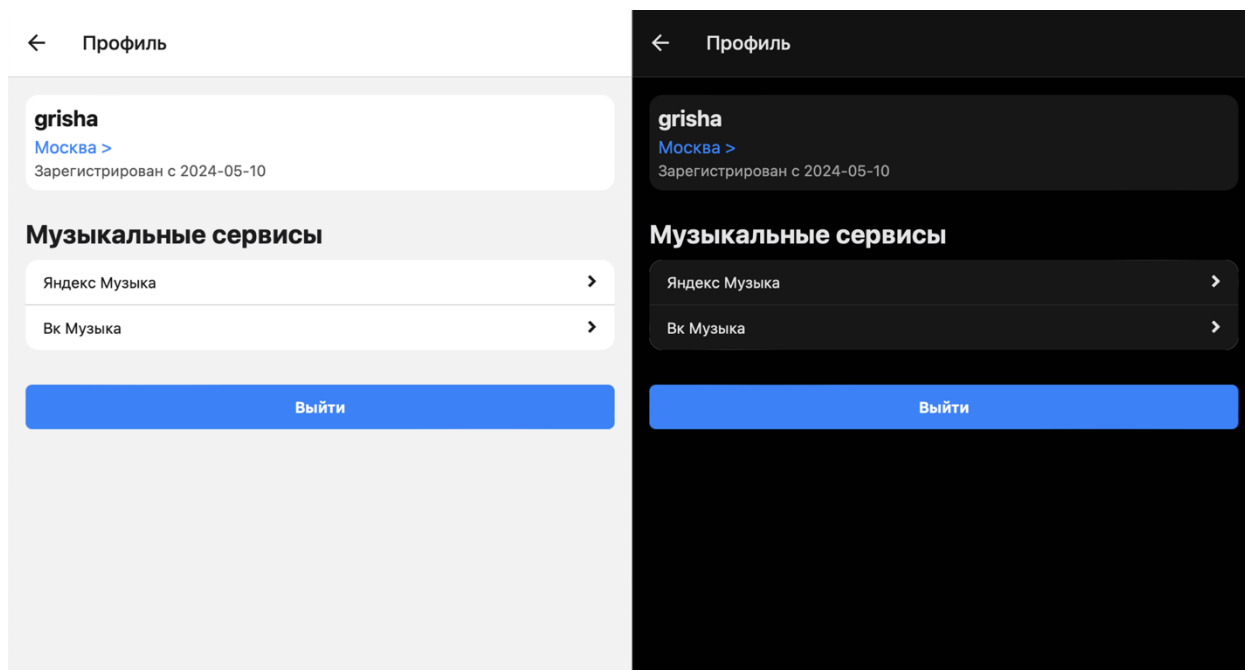 Профиль
grisha
Москва >
Зарегистрирован с 2024-05-10
Музыкальные сервисы
Яндекс Музыка
Вк Музыка
Выйти
Профиль
grisha
Москва >
Зарегистрирован с 2024-05-10
Музыкальные сервисы
Яндекс Музыка
Вк Музыка
Выйти